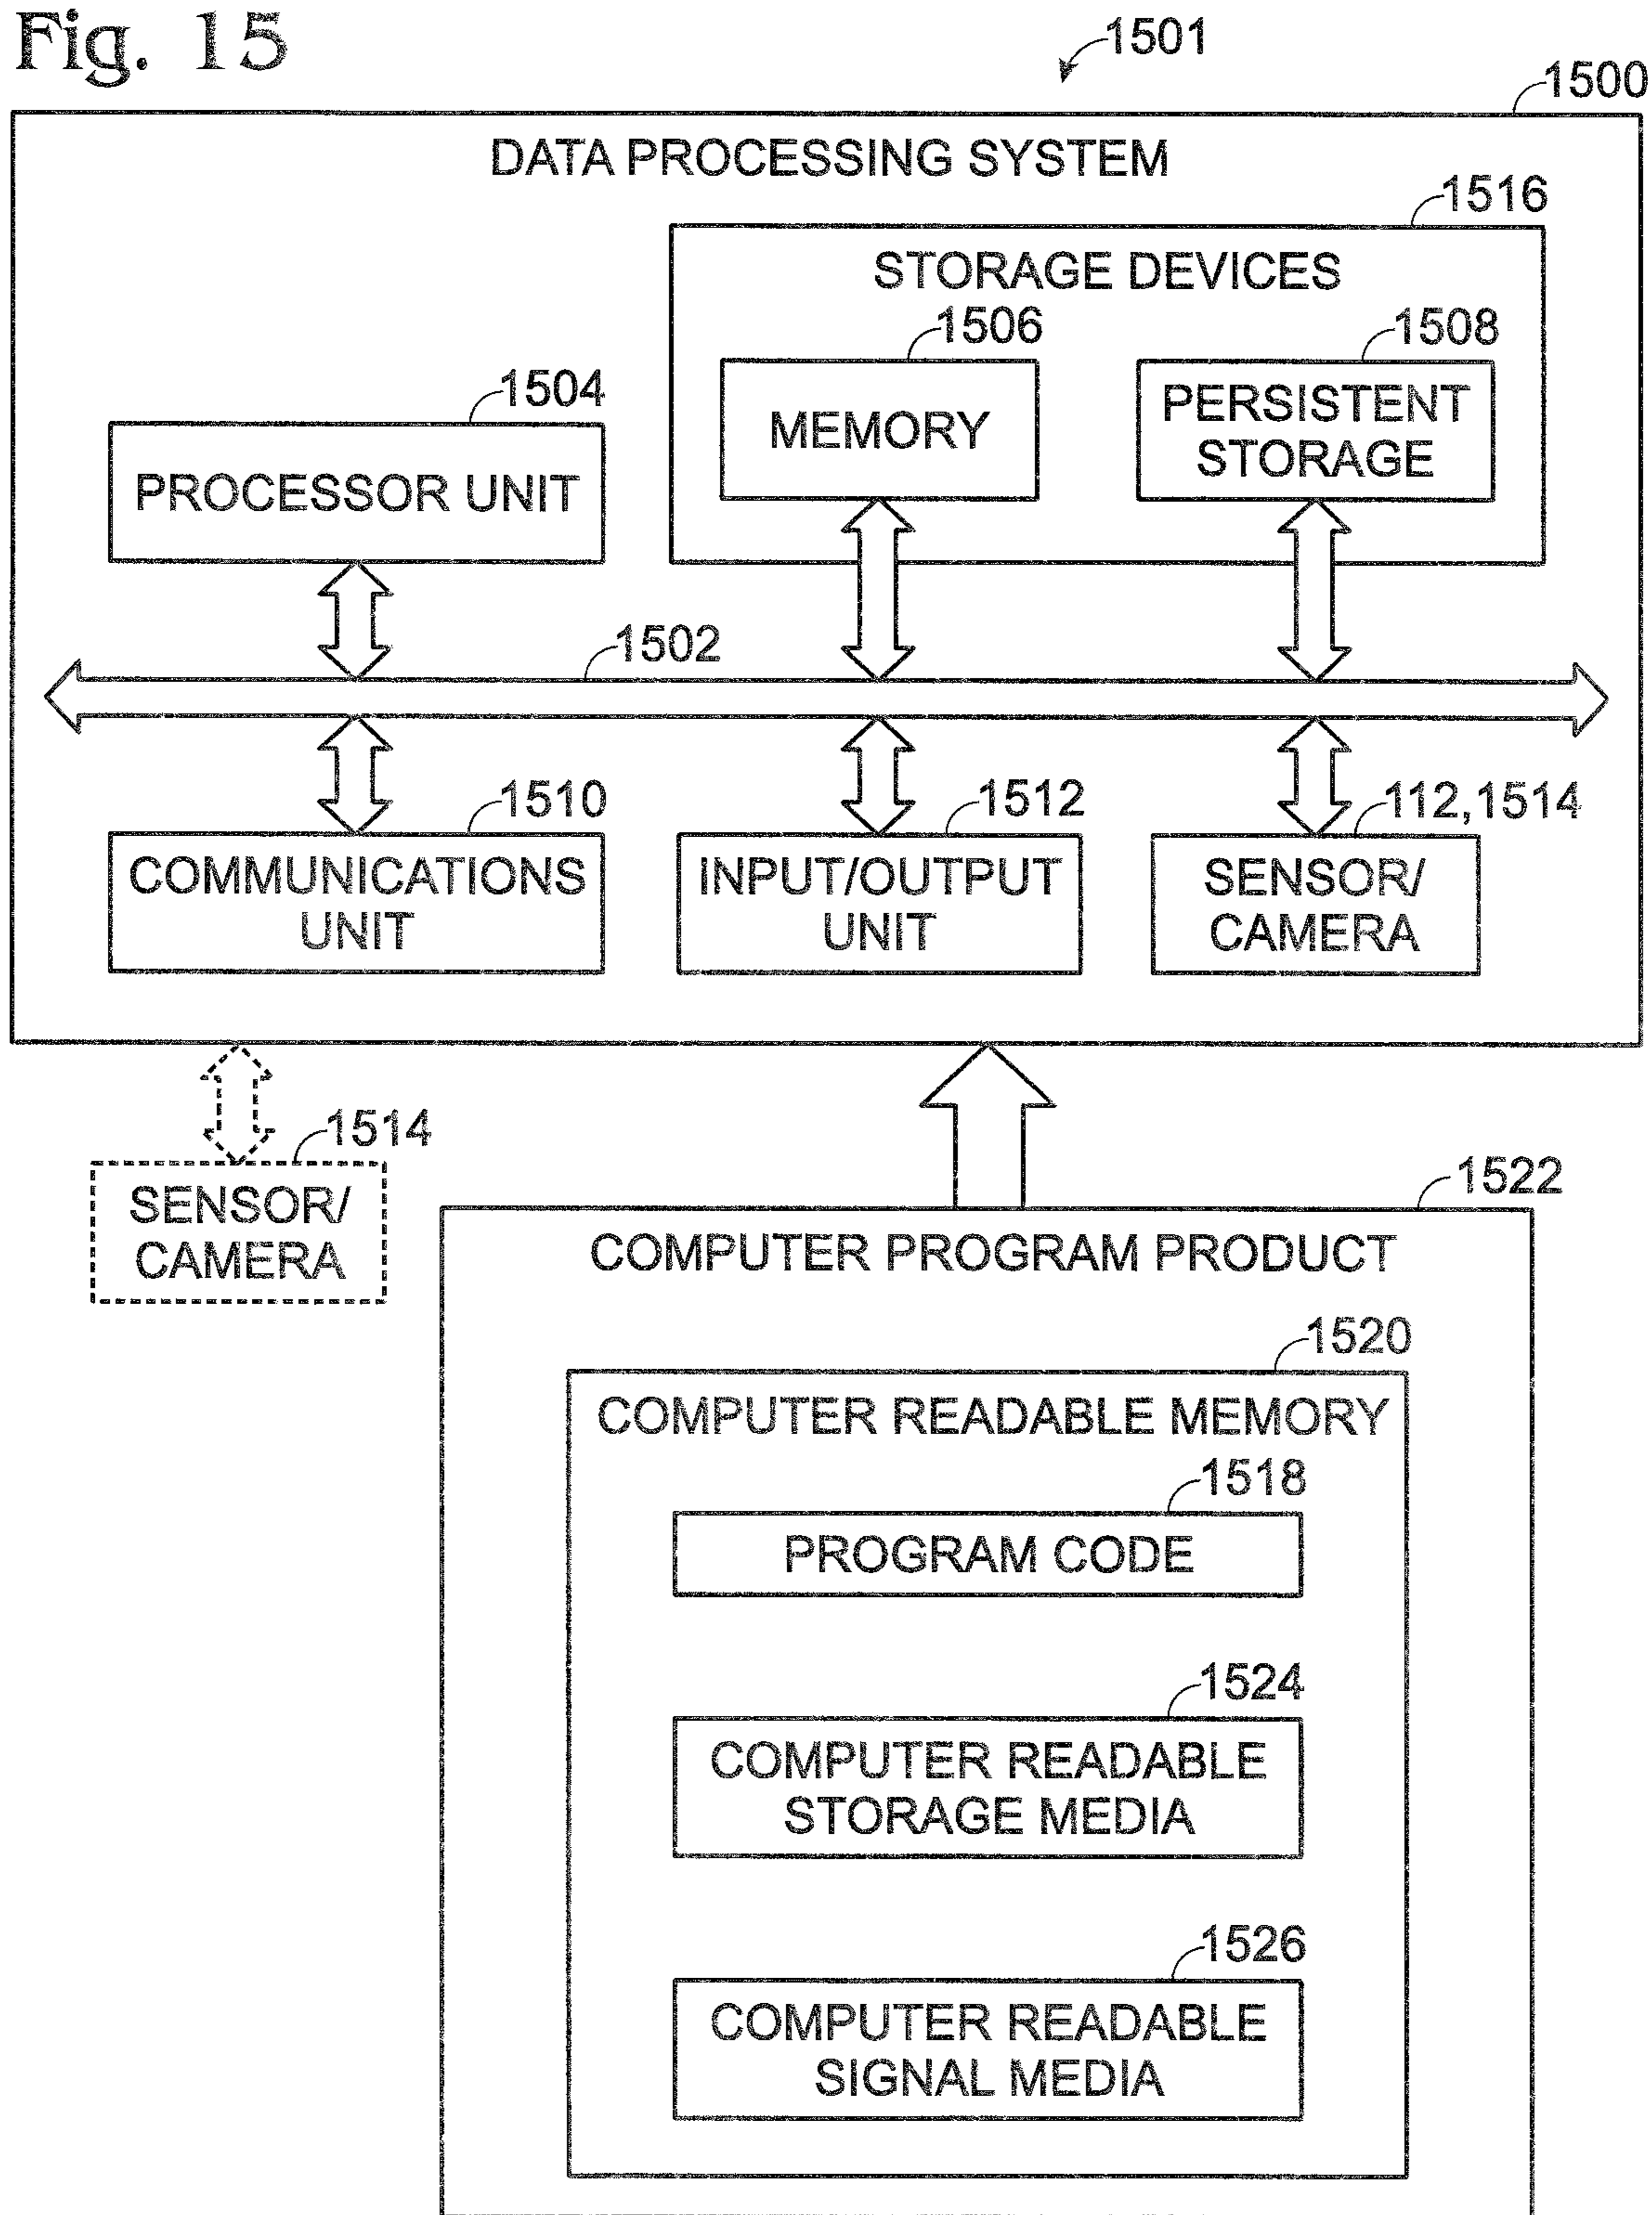 Fig. 15
1501
1500
DATA PROCESSING SYSTEM
1516
STORAGE DEVICES
1506
1508
MEMORY
PERSISTENT
STORAGE
1504
PROCESSOR UNIT
1502
1510
1512
112, 1514
COMMUNICATIONS
UNIT
INPUT/OUTPUT
UNIT
SENSOR/
CAMERA
1514
SENSOR/
CAMERA
1522
COMPUTER PROGRAM PRODUCT
1520
COMPUTER READABLE MEMORY
1518
PROGRAM CODE
1524
COMPUTER READABLE
STORAGE MEDIA
1526
COMPUTER READABLE
SIGNAL MEDIA